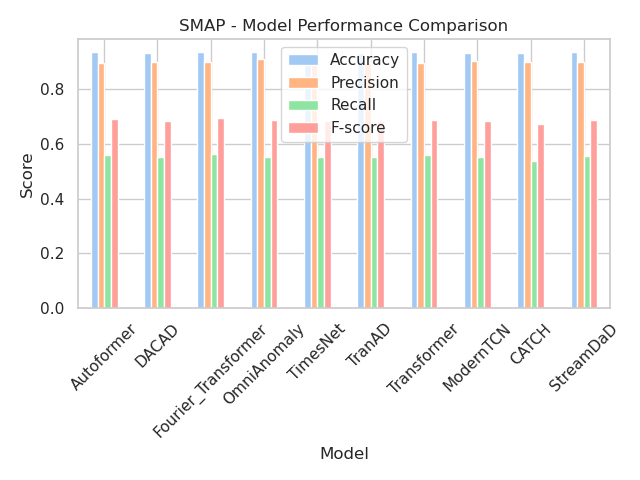 SMAP - Model Performance Comparison
Accuracy
Precision
Recall
F-score
Score
0.8
0.6
0.4
0.2
0.0
Autoformer
DACAD
Fourier_Transformer
OmniAnomaly
TimesNet
TranAD
Transformer
ModernTCN
CATCH
StreamDaD
Model